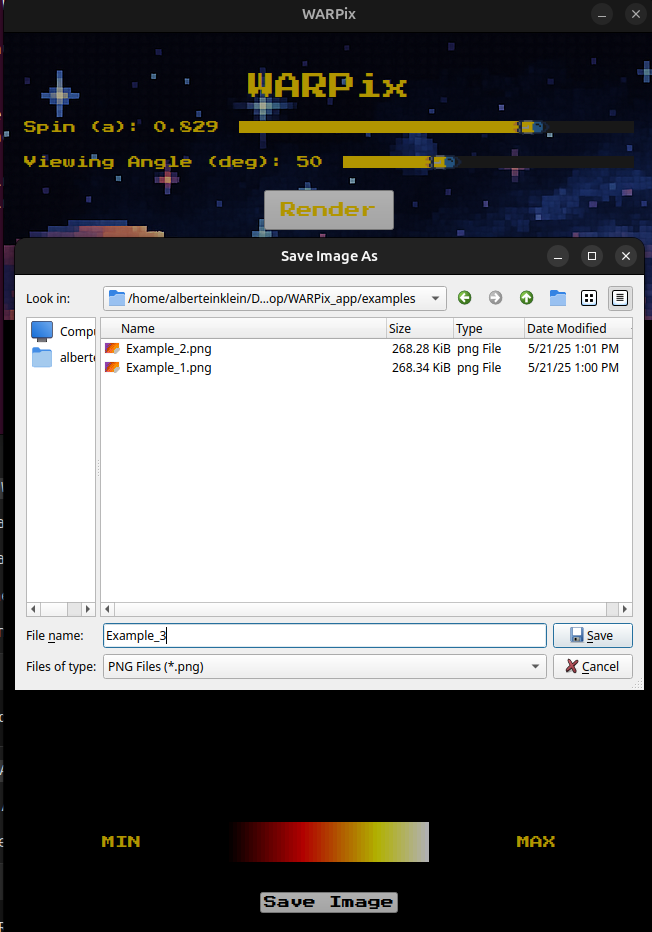 WARPix
WARPix
Spin (a): 0.829
Viewing Angle (deg): 50
Render
Save Image As
Look in: /home/alberteinklein/D...op/WARPix_app/examples
Name Size Type Date Modified
Example_2.png 268.28 KiB png File 5/21/25 1:01 PM
Example_1.png 268.34 KiB png File 5/21/25 1:00 PM
Compu
alberte
File name: Example_3 Save
Files of type: PNG Files (*.png) Cancel
MIN MAX
Save Image